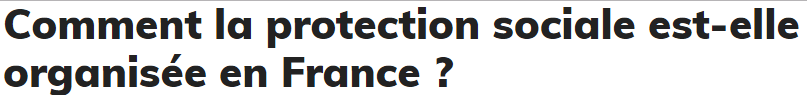 Comment la protection sociale est-elle
organisée en France ?